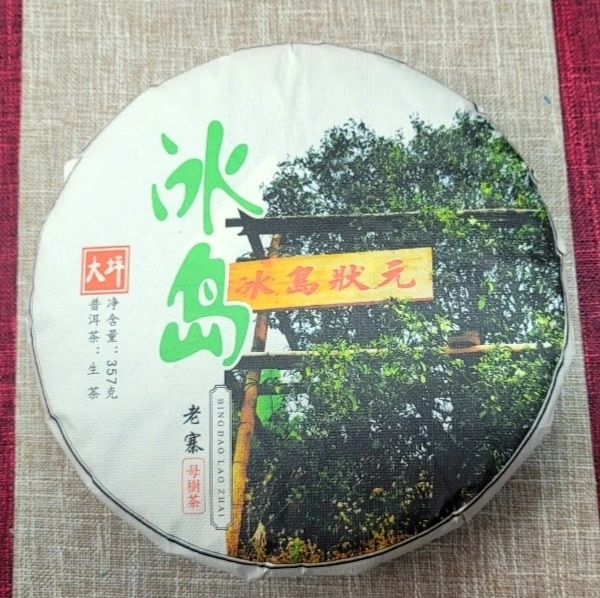 冰岛
冰島狀元
大坪
净含量：357克
普洱茶：生 茶
老寨
母樹茶
BINGDAO LAO ZHAI